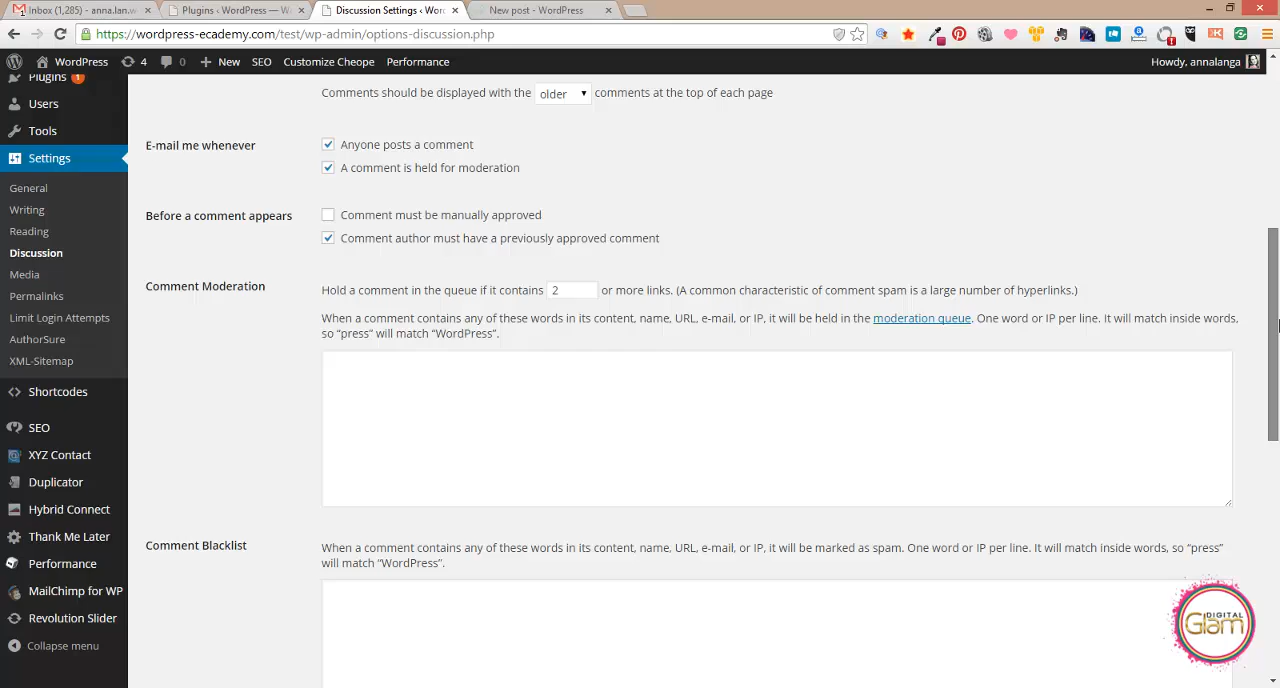 Inbox (1,285) - anna.lan.w
Plugins ‹ WordPress — W
Discussion Settings ‹ Wor
New post - WordPress
https://wordpress-ecademy.com/test/wp-admin/options-discussion.php
WordPress 4 0 New SEO Customize Cheope Performance Howdy, annalanga
Plugins 1
Users
Tools
Settings
General
Writing
Reading
Discussion
Media
Permalinks
Limit Login Attempts
AuthorSure
XML-Sitemap
Shortcodes
SEO
XYZ Contact
Duplicator
Hybrid Connect
Thank Me Later
Performance
MailChimp for WP
Revolution Slider
Collapse menu
Comments should be displayed with the older comments at the top of each page
E-mail me whenever
Anyone posts a comment
A comment is held for moderation
Before a comment appears
Comment must be manually approved
Comment author must have a previously approved comment
Comment Moderation
Hold a comment in the queue if it contains 2 or more links. (A common characteristic of comment spam is a large number of hyperlinks.)
When a comment contains any of these words in its content, name, URL, e-mail, or IP, it will be held in the moderation queue. One word or IP per line. It will match inside words,
so “press” will match “WordPress”.
Comment Blacklist
When a comment contains any of these words in its content, name, URL, e-mail, or IP, it will be marked as spam. One word or IP per line. It will match inside words, so “press”
will match “WordPress”.
DIGITAL
Glam